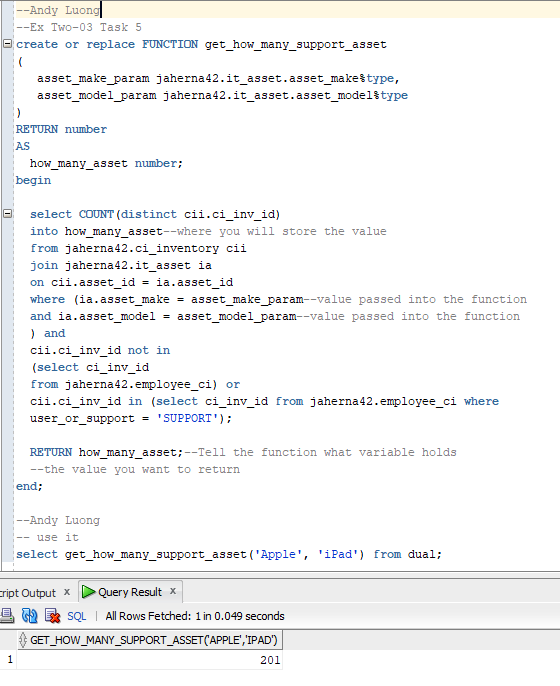 --Andy Luong
--Ex Two-03 Task 5
create or replace FUNCTION get_how_many_support_asset
(
asset_make_param jaherna42.it_asset.asset_make%type,
asset_model_param jaherna42.it_asset.asset_model%type
)
RETURN number
AS
how_many_asset number;
begin
select COUNT(distinct cii.ci_inv_id)
into how_many_asset--where you will store the value
from jaherna42.ci_inventory cii
join jaherna42.it_asset ia
on cii.asset_id = ia.asset_id
where (ia.asset_make = asset_make_param--value passed into the function
and ia.asset_model = asset_model_param--value passed into the function
) and
cii.ci_inv_id not in
(select ci_inv_id
from jaherna42.employee_ci) or
cii.ci_inv_id in (select ci_inv_id from jaherna42.employee_ci where
user_or_support = 'SUPPORT');
RETURN how_many_asset;--Tell the function what variable holds
--the value you want to return
end;
--Andy Luong
-- use it
select get_how_many_support_asset('Apple', 'iPad') from dual;
cript Output x Query Result x
SQL | All Rows Fetched: 1 in 0.049 seconds
GET_HOW_MANY_SUPPORT_ASSET('APPLE','IPAD')
1 201